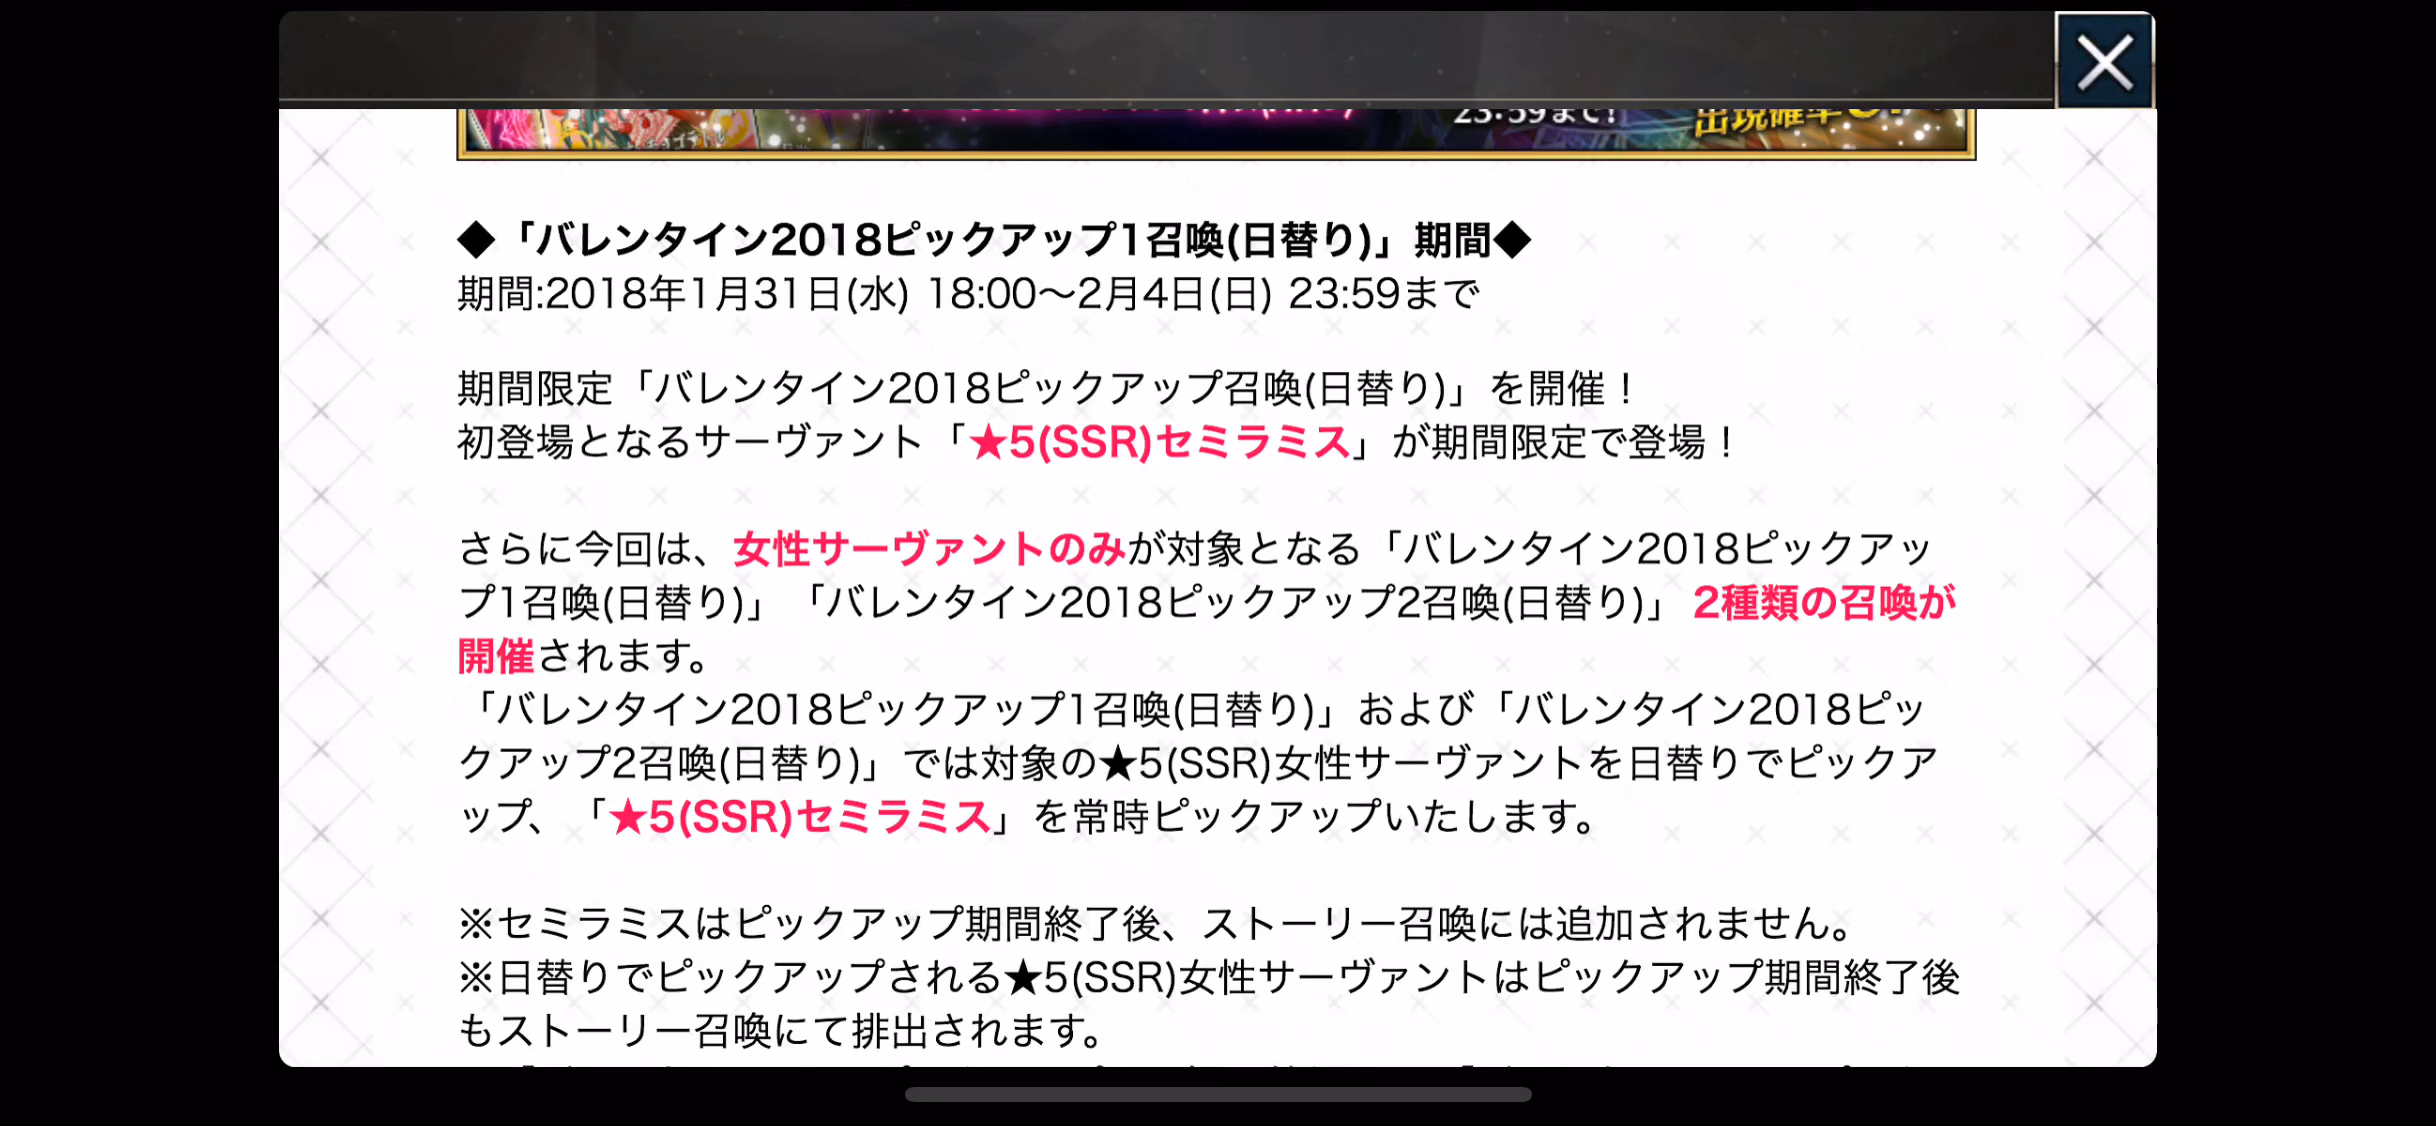 23:59まで!
出現確率
◆「バレンタイン2018ピックアップ1召喚(日替り)」期間◆
期間:2018年1月31日(水) 18:00〜2月4日(日) 23:59まで
期間限定「バレンタイン2018ピックアップ召喚(日替り)」を開催！
初登場となるサーヴァント「★5(SSR)セミラミス」が期間限定で登場！
さらに今回は、女性サーヴァントのみが対象となる「バレンタイン2018ピックアッ
プ1召喚(日替り)」「バレンタイン2018ピックアップ2召喚(日替り)」2種類の召喚が
開催されます。
「バレンタイン2018ピックアップ1召喚(日替り)」および「バレンタイン2018ピッ
クアップ2召喚(日替り)」では対象の★5(SSR)女性サーヴァントを日替りでピックア
ップ、「★5(SSR)セミラミス」を常時ピックアップいたします。
※セミラミスはピックアップ期間終了後、ストーリー召喚には追加されません。
※日替りでピックアップされる★5(SSR)女性サーヴァントはピックアップ期間終了後
もストーリー召喚にて排出されます。